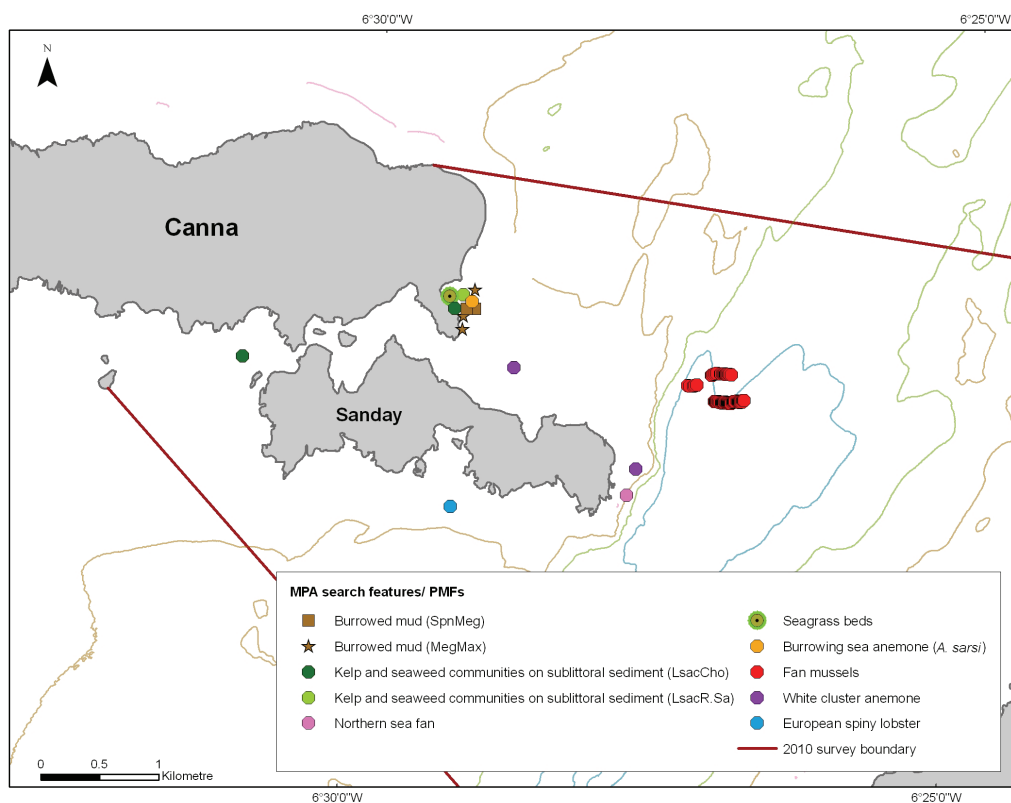 6°30'0"W
6°25'0"W
N
Canna
Sanday
MPA search features/ PMFs
Burrowed mud (SpnMeg)
Burrowed mud (MegMax)
Kelp and seaweed communities on sublittoral sediment (LsacCho)
Kelp and seaweed communities on sublittoral sediment (LsacR.Sa)
Northern sea fan
Seagrass beds
Burrowing sea anemone (A. sarsi)
Fan mussels
White cluster anemone
European spiny lobster
2010 survey boundary
0 0.5 1
Kilometre
6°30'0"W
6°25'0"W